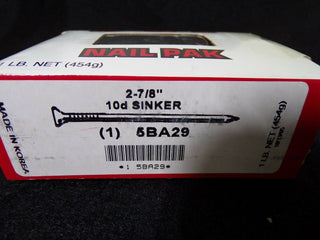 NAIL PAK
1 LB. NET (454g)
2-7/8"
10d SINKER
(1) 5BA29
*1 5BA29*
MADE IN KOREA
1 LB. NET (454g)